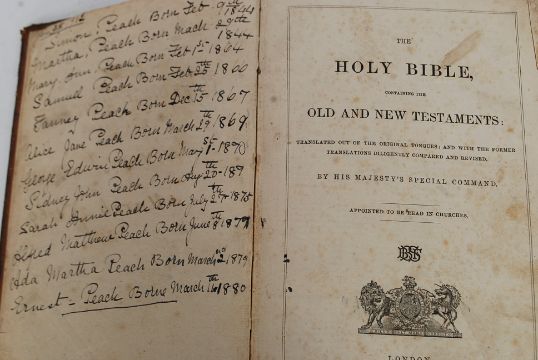 Simon, Peach Born Feb 9th 1844
Martha, Peach Born March 29th 1844
Mary Ann Peach Born Feb 1st 1864
Samuel Peach Born Feb 25th 1866
Fanney Peach Born Dec 15th 1867
Alice Jane Peach Born March 29th 1869
George Edwin Peach Born May 1st 1870
Sidney John Peach Born Aug 20th 187
Sarah Annie Peach Born July 27th 1875
Alfred Matthew Peach Born June 8th 1877
Ada Martha Peach Born March 2nd 1879
Ernest - Peach Borne March 16th 1880
THE
HOLY BIBLE,
CONTAINING THE
OLD AND NEW TESTAMENTS:
TRANSLATED OUT OF THE ORIGINAL TONGUES; AND WITH THE FORMER
TRANSLATIONS DILIGENTLY COMPARED AND REVISED,
BY HIS MAJESTY'S SPECIAL COMMAND.
APPOINTED TO BE READ IN CHURCHES.
LONDON